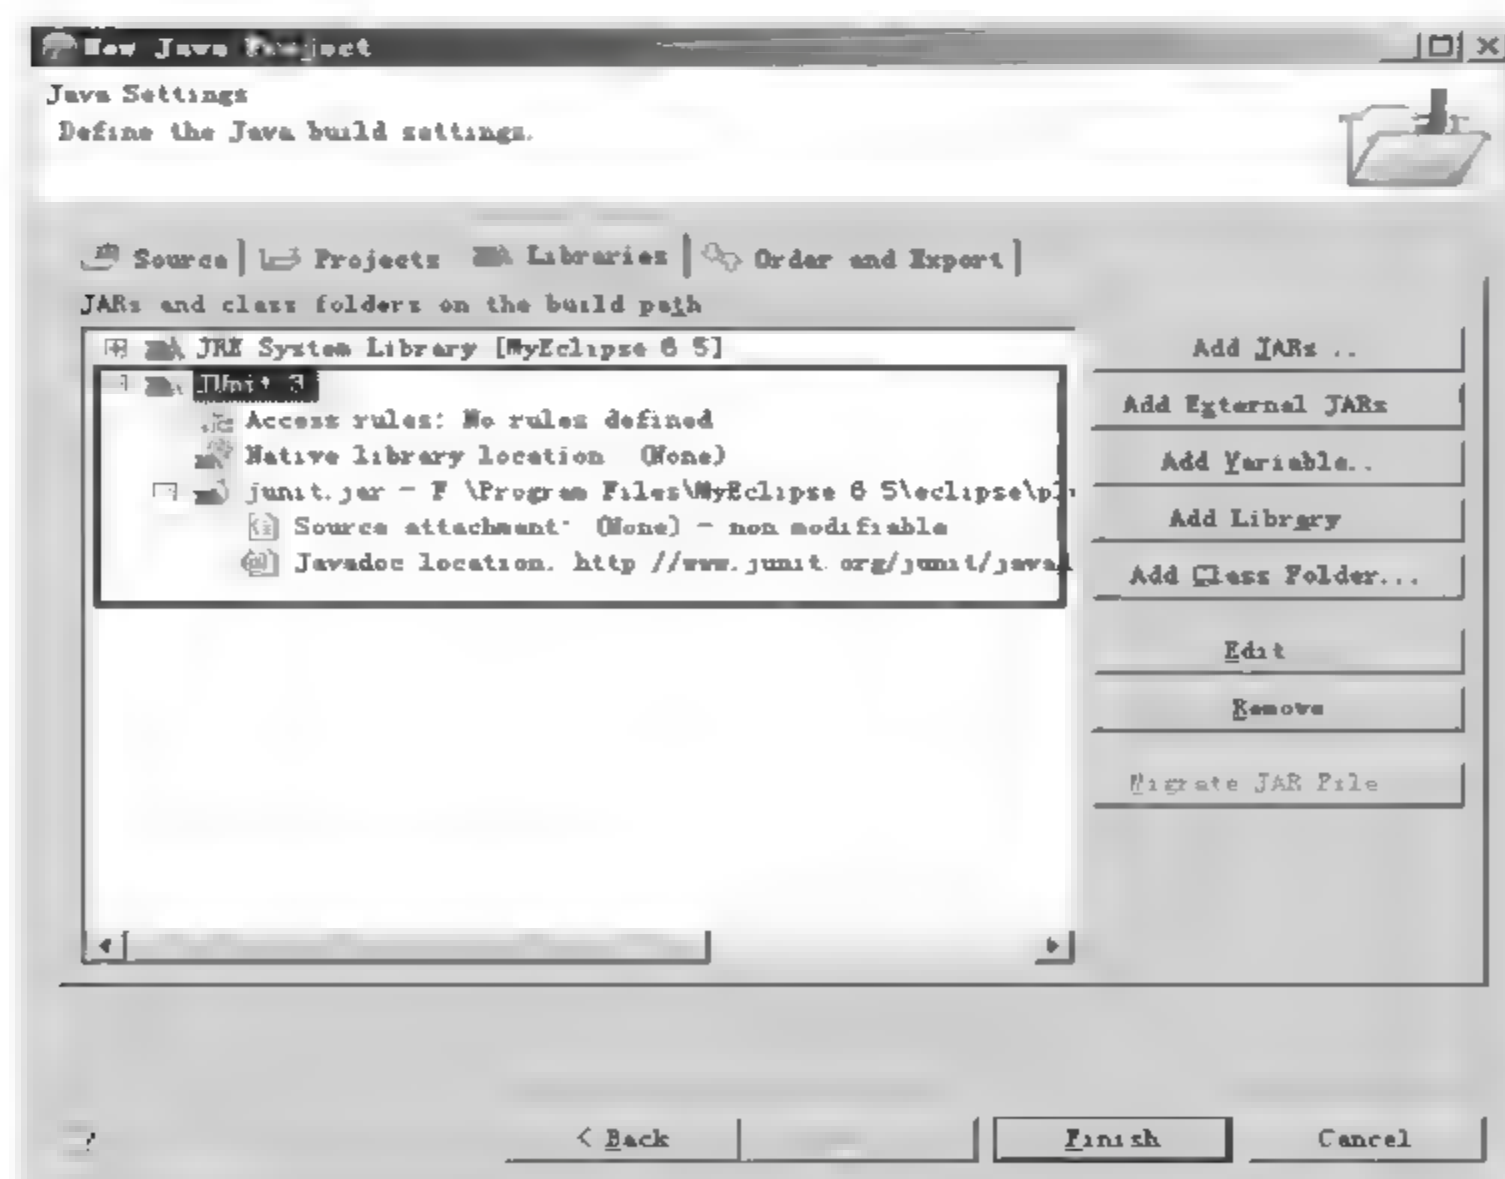 New Java Project
Java Settings
Define the Java build settings.
Source Projects Libraries Order and Export
JARs and class folders on the build path
JRE System Library [MyEclipse 6 5]
JUnit 3
Access rules: No rules defined
Native library location (None)
junit.jar - F \Program Files\MyEclipse 6 5\eclipse\pl
Source attachment: (None) - non modifiable
Javadoc location. http //www.junit org/junit/javad
Add JARs ..
Add External JARs
Add Variable..
Add Library
Add Class Folder...
Edit
Remove
Migrate JAR File
< Back
Finish
Cancel